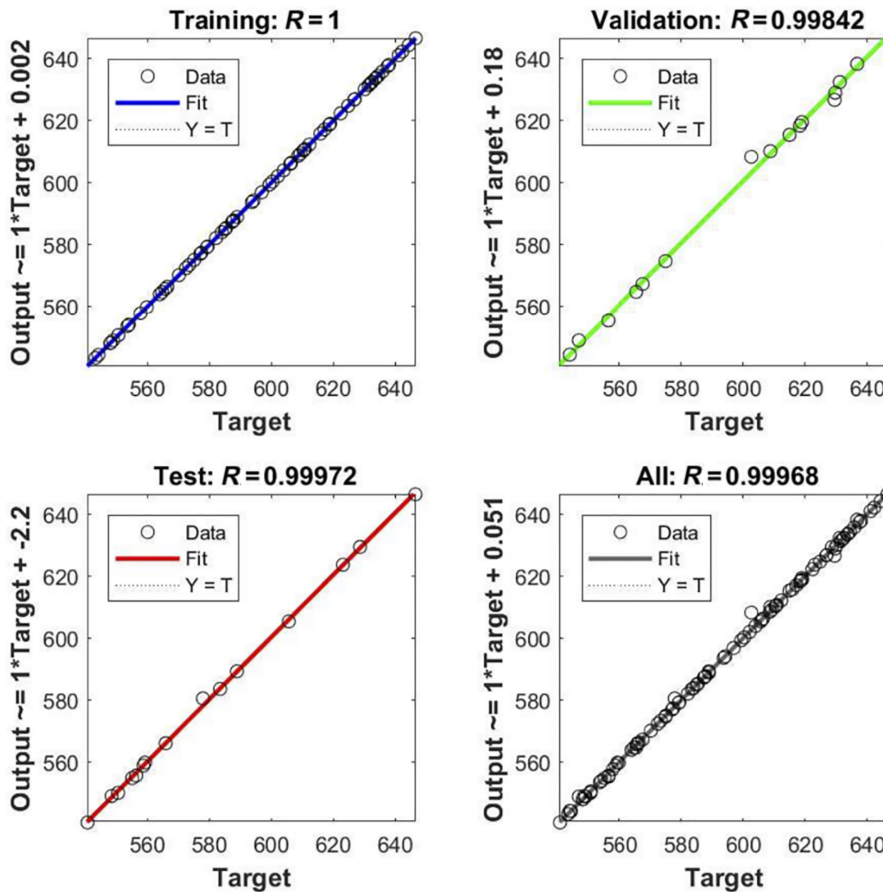 Training: R=1
Output ~= 1*Target + 0.002
640
620
600
580
560
Data
Fit
Y = T
560 580 600 620 640
Target
Validation: R=0.99842
Output ~= 1*Target + 0.18
640
620
600
580
560
Data
Fit
Y = T
560 580 600 620 640
Target
Test: R=0.99972
Output ~= 1*Target + -2.2
640
620
600
580
560
Data
Fit
Y = T
560 580 600 620 640
Target
All: R=0.99968
Output ~= 1*Target + 0.051
640
620
600
580
560
Data
Fit
Y = T
560 580 600 620 640
Target